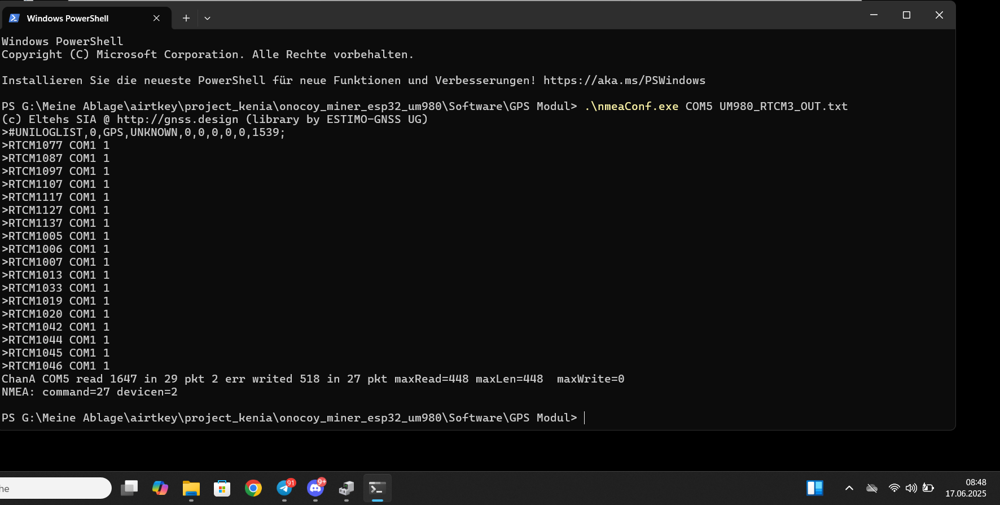 Windows PowerShell
Windows PowerShell
Copyright (C) Microsoft Corporation. Alle Rechte vorbehalten.
Installieren Sie die neueste PowerShell für neue Funktionen und Verbesserungen! https://aka.ms/PSWindows
PS G:\Meine Ablage\airtkey\project_kenia\onocoy_miner_esp32_um980\Software\GPS Modul> .\nmeaConf.exe COM5 UM980_RTCM3_OUT.txt
(c) Eltehs SIA @ http://gnss.design (library by ESTIMO-GNSS UG)
>#UNILOGLIST,0,GPS,UNKNOWN,0,0,0,0,0,1539;
>RTCM1077 COM1 1
>RTCM1087 COM1 1
>RTCM1097 COM1 1
>RTCM1107 COM1 1
>RTCM1117 COM1 1
>RTCM1127 COM1 1
>RTCM1137 COM1 1
>RTCM1005 COM1 1
>RTCM1006 COM1 1
>RTCM1007 COM1 1
>RTCM1013 COM1 1
>RTCM1033 COM1 1
>RTCM1019 COM1 1
>RTCM1020 COM1 1
>RTCM1042 COM1 1
>RTCM1044 COM1 1
>RTCM1045 COM1 1
>RTCM1046 COM1 1
ChanA COM5 read 1647 in 29 pkt 2 err writed 518 in 27 pkt maxRead=448 maxLen=448  maxWrite=0
NMEA: command=27 devicen=2
PS G:\Meine Ablage\airtkey\project_kenia\onocoy_miner_esp32_um980\Software\GPS Modul>
he
91
9+
08:48
17.06.2025